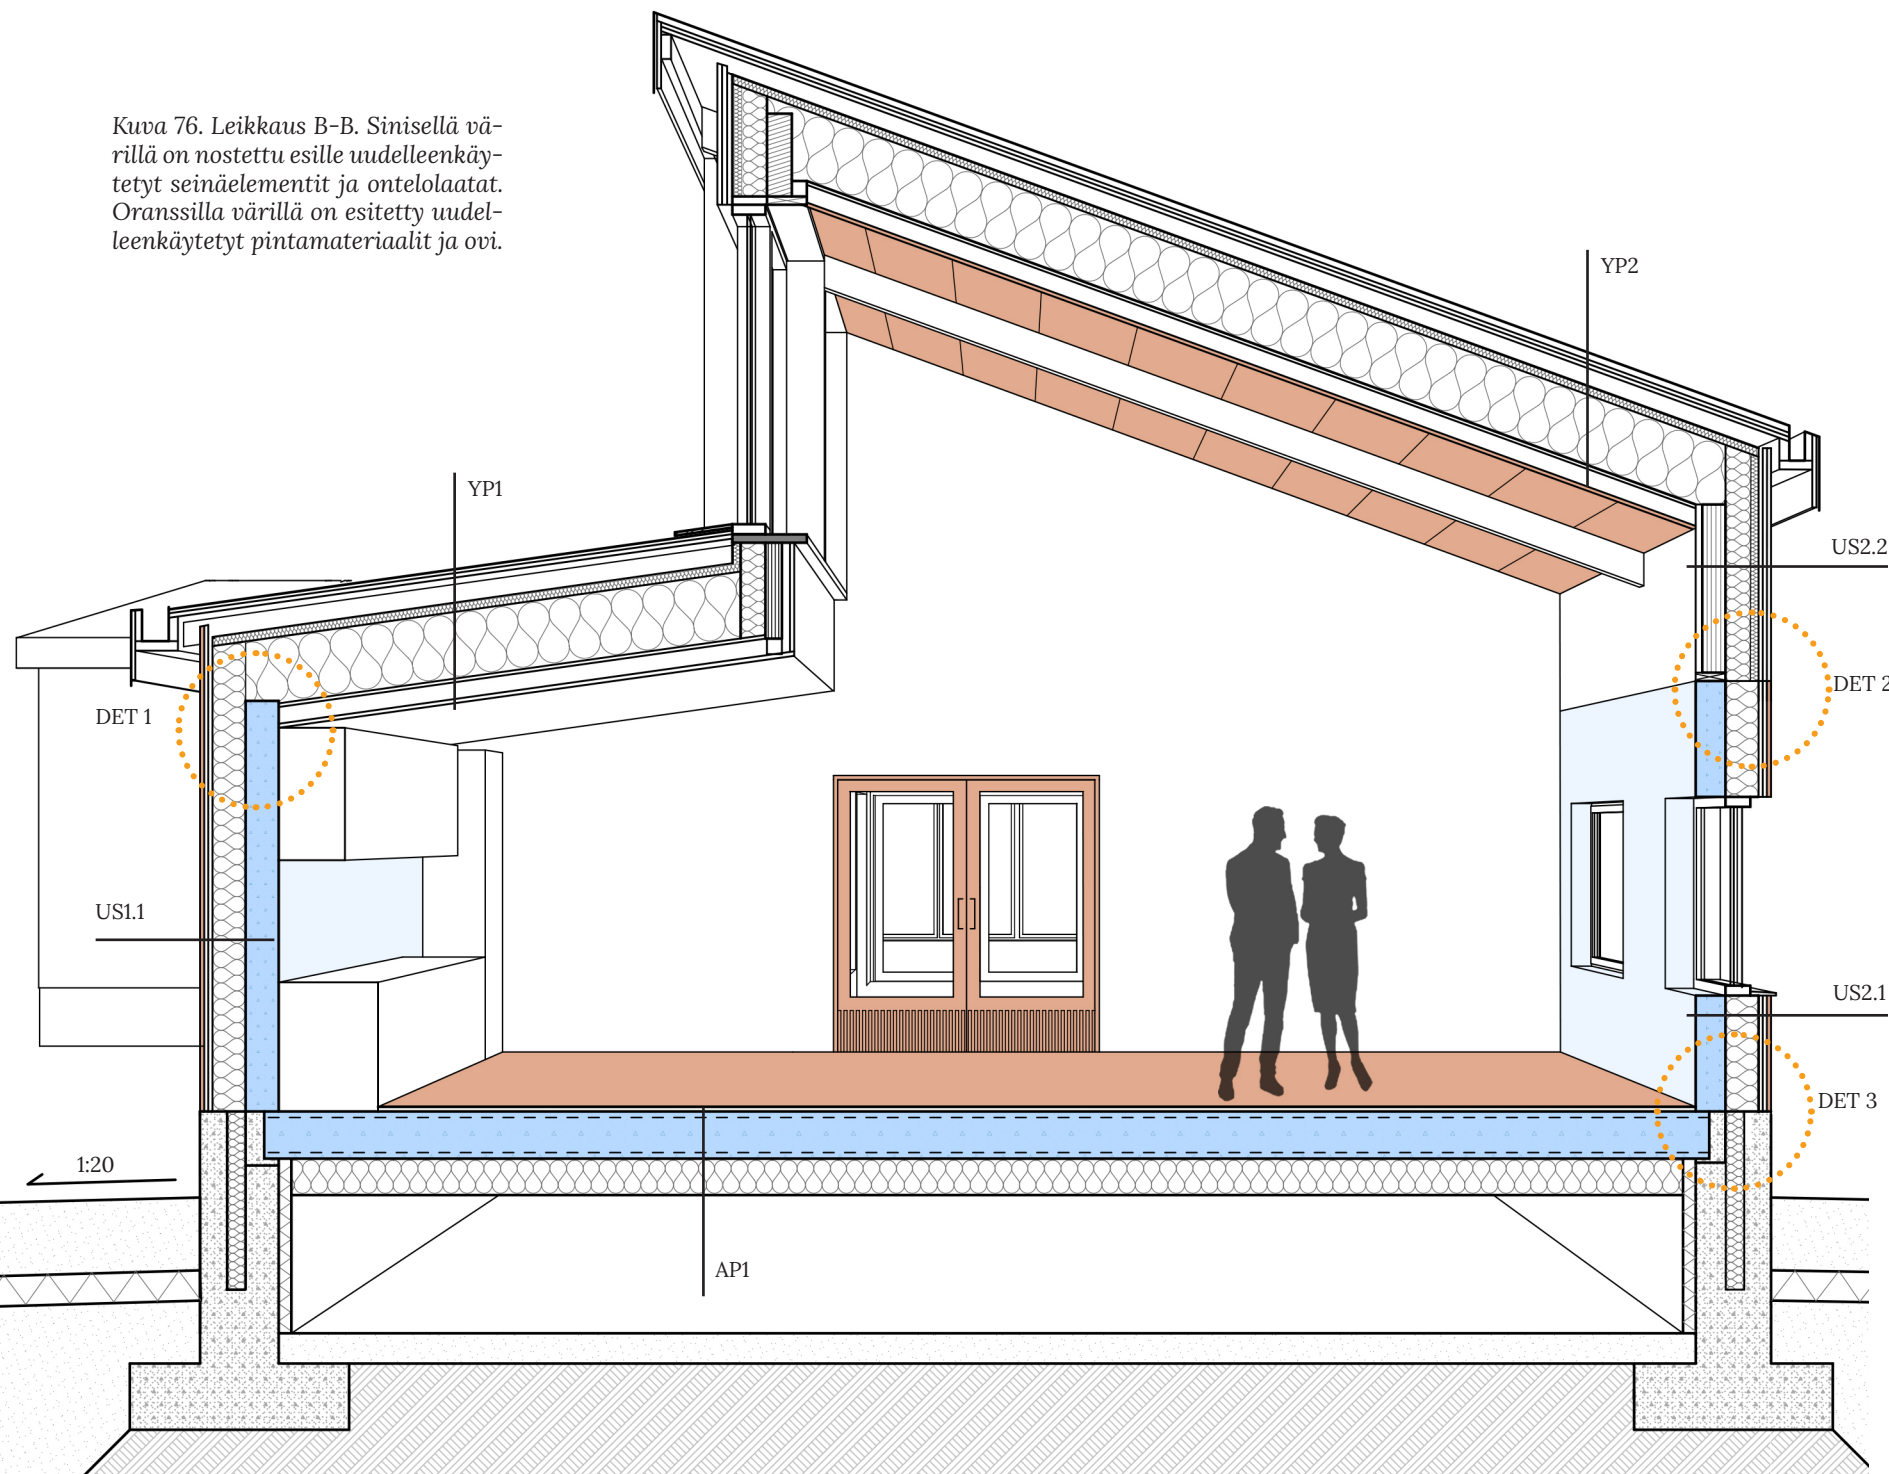 Kuva 76. Leikkaus B-B. Sinisellä vä-
rillä on nostettu esille uudelleenkäy-
tetyt seinäelementit ja ontelolaatat.
Oranssilla värillä on esitetty uudel-
leenkäytetyt pintamateriaalit ja ovi.
YP2
YP1
US2.2
DET 2
DET 1
US1.1
US2.1
DET 3
1:20
AP1